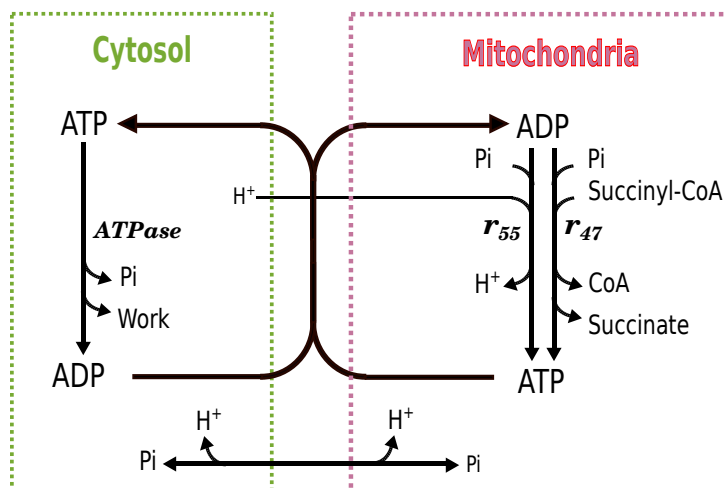 Cytosol
Mitochondria
ATP
ADP
Pi
Pi
H⁺
Succinyl-CoA
ATPase
r₅₅
r₄₇
Pi
H⁺
CoA
Work
Succinate
ADP
ATP
H⁺
H⁺
Pi
Pi